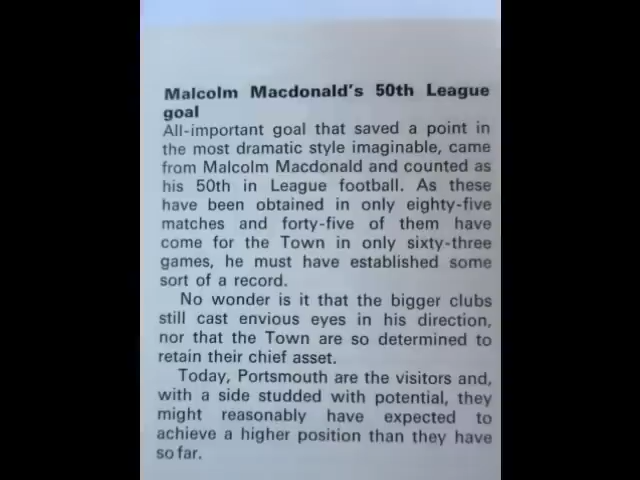 Malcolm Macdonald's 50th League
goal
All-important goal that saved a point in
the most dramatic style imaginable, came
from Malcolm Macdonald and counted as
his 50th in League football. As these
have been obtained in only eighty-five
matches and forty-five of them have
come for the Town in only sixty-three
games, he must have established some
sort of a record.
No wonder is it that the bigger clubs
still cast envious eyes in his direction,
nor that the Town are so determined to
retain their chief asset.
Today, Portsmouth are the visitors and,
with a side studded with potential, they
might reasonably have expected to
achieve a higher position than they have
so far.